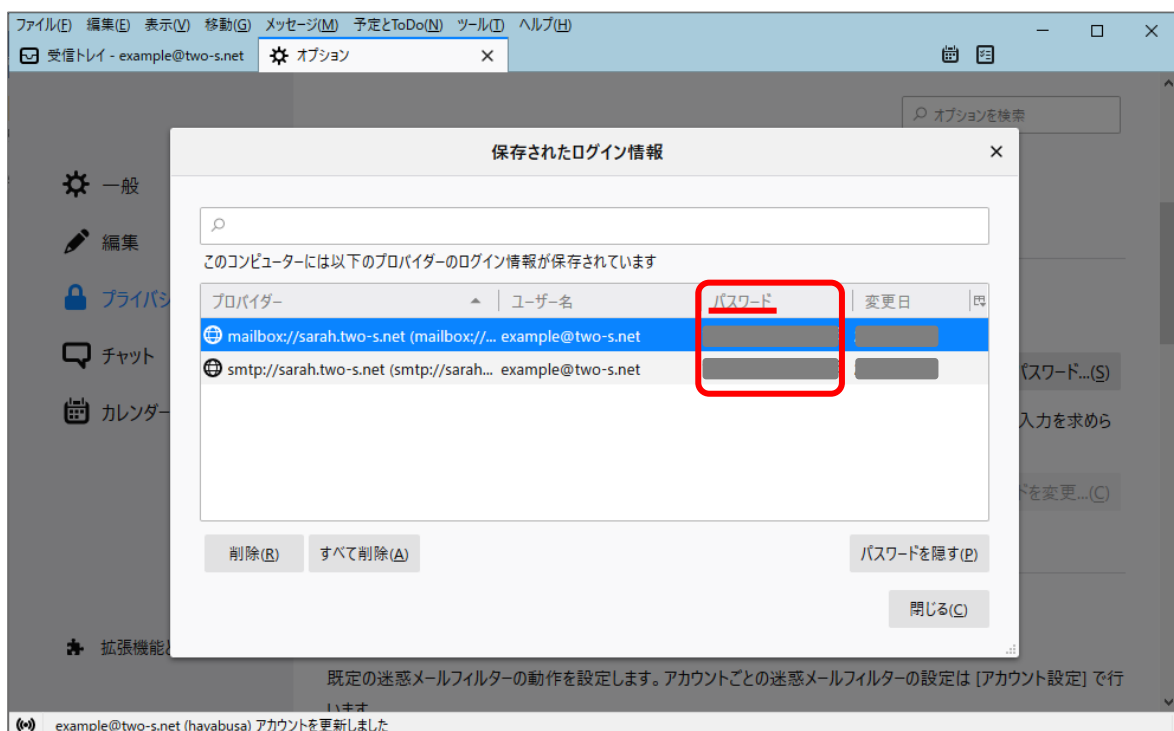 ファイル(F) 編集(E) 表示(V) 移動(G) メッセージ(M) 予定とToDo(N) ツール(T) ヘルプ(H)
受信トレイ - example@two-s.net オプション
オプションを検索
保存されたログイン情報
一般
編集
このコンピューターには以下のプロバイダーのログイン情報が保存されています
プライバシ
プロバイダー ユーザー名 パスワード 変更日
mailbox://sarah.two-s.net (mailbox://... example@two-s.net
チャット
smtp://sarah.two-s.net (smtp://sarah... example@two-s.net
パスワード...(S)
カレンダー
入力を求めら
ドを変更...(C)
削除(R) すべて削除(A) パスワードを隠す(P)
閉じる(C)
拡張機能と
既定の迷惑メールフィルターの動作を設定します。アカウントごとの迷惑メールフィルターの設定は [アカウント設定] で行
います
example@two-s.net (hayabusa) アカウントを更新しました